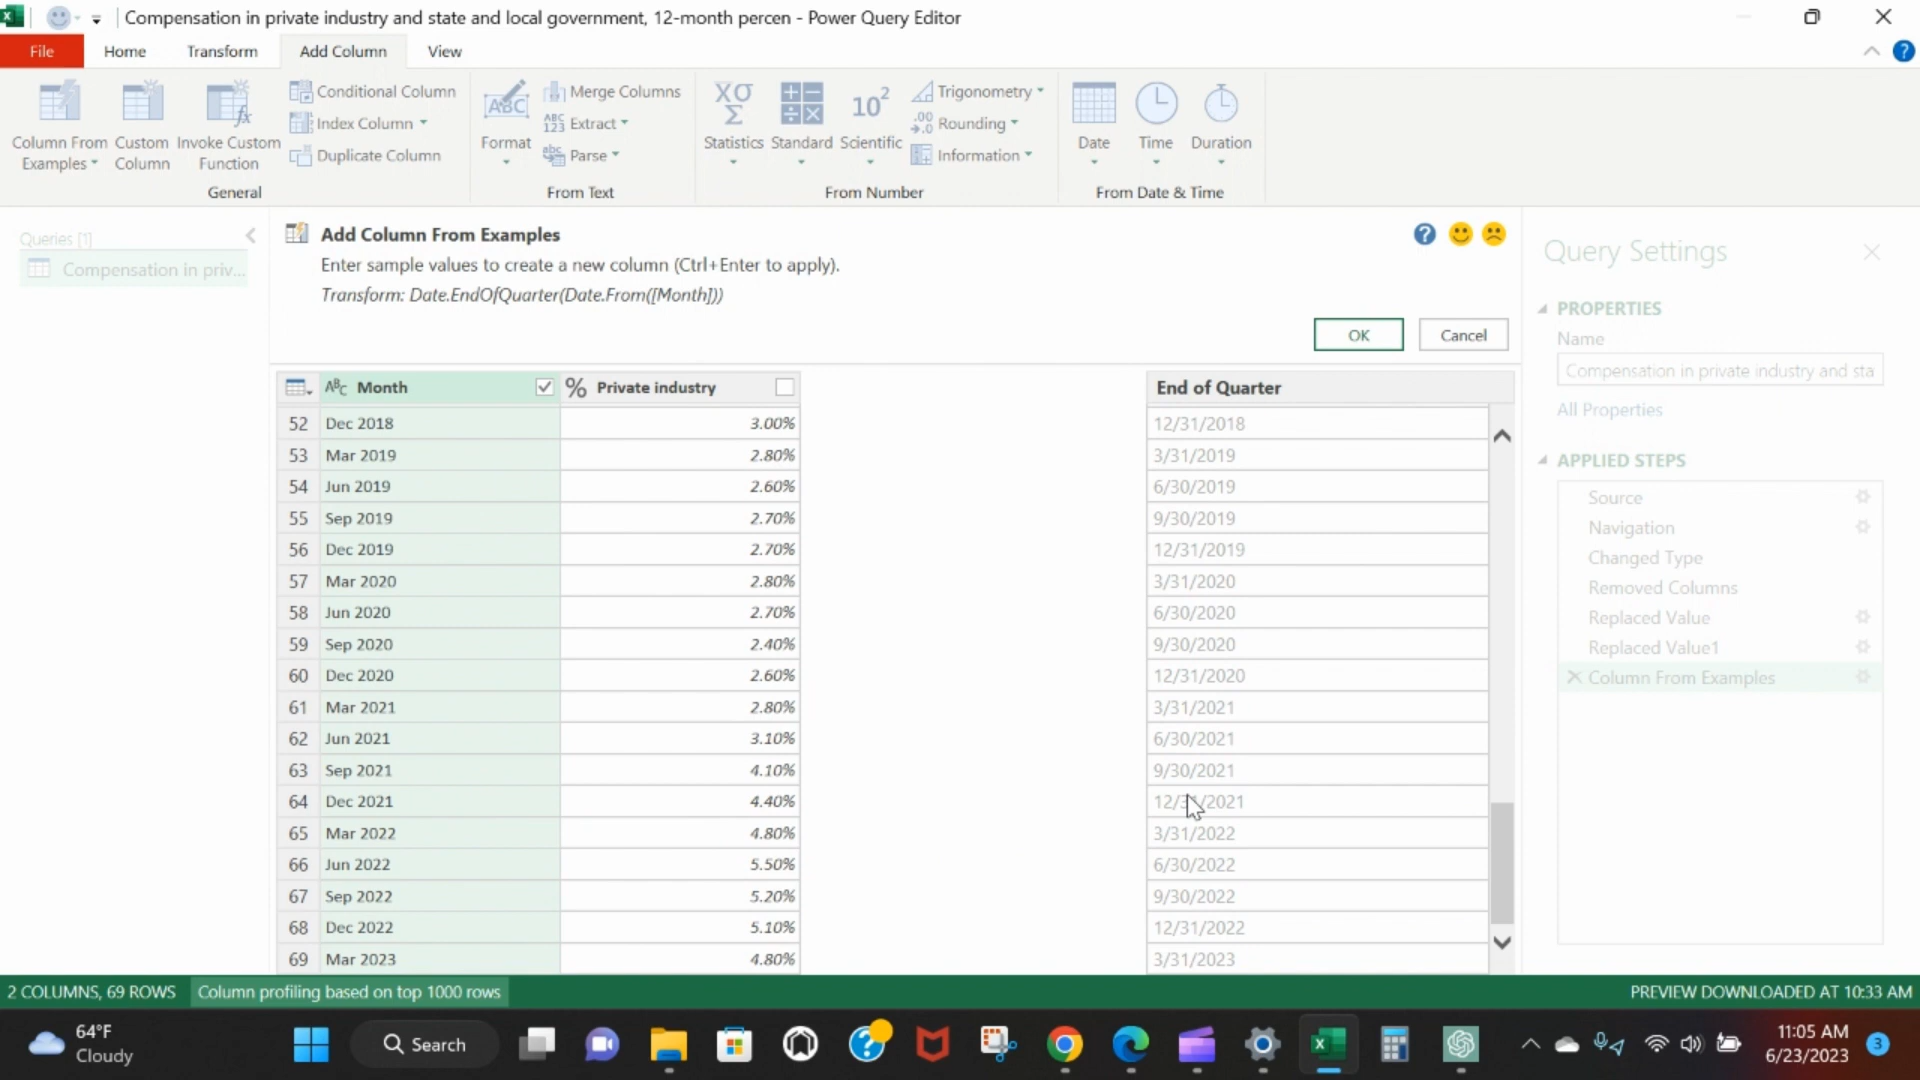 Compensation in private industry and state and local government, 12-month percen - Power Query Editor
File Home Transform Add Column View
Column From Examples
Custom Column
Invoke Custom Function
Conditional Column
Index Column
Duplicate Column
General
ABC
Format
Merge Columns
ABC 123 Extract
abc Parse
From Text
XO Σ
Statistics
Standard
10²
Scientific
Trigonometry
.00 .0 Rounding
Information
From Number
Date
Time
Duration
From Date & Time
Queries [1]
Compensation in priv...
Add Column From Examples
Enter sample values to create a new column (Ctrl+Enter to apply).
Transform: Date.EndOfQuarter(Date.From([Month]))
OK Cancel
ABC Month % Private industry End of Quarter
52 Dec 2018 3.00% 12/31/2018
53 Mar 2019 2.80% 3/31/2019
54 Jun 2019 2.60% 6/30/2019
55 Sep 2019 2.70% 9/30/2019
56 Dec 2019 2.70% 12/31/2019
57 Mar 2020 2.80% 3/31/2020
58 Jun 2020 2.70% 6/30/2020
59 Sep 2020 2.40% 9/30/2020
60 Dec 2020 2.60% 12/31/2020
61 Mar 2021 2.80% 3/31/2021
62 Jun 2021 3.10% 6/30/2021
63 Sep 2021 4.10% 9/30/2021
64 Dec 2021 4.40% 12/31/2021
65 Mar 2022 4.80% 3/31/2022
66 Jun 2022 5.50% 6/30/2022
67 Sep 2022 5.20% 9/30/2022
68 Dec 2022 5.10% 12/31/2022
69 Mar 2023 4.80% 3/31/2023
Query Settings
PROPERTIES
Name
Compensation in private industry and sta
All Properties
APPLIED STEPS
Source
Navigation
Changed Type
Removed Columns
Replaced Value
Replaced Value1
Column From Examples
2 COLUMNS, 69 ROWS Column profiling based on top 1000 rows PREVIEW DOWNLOADED AT 10:33 AM
64°F
Cloudy
Search
11:05 AM
6/23/2023
3